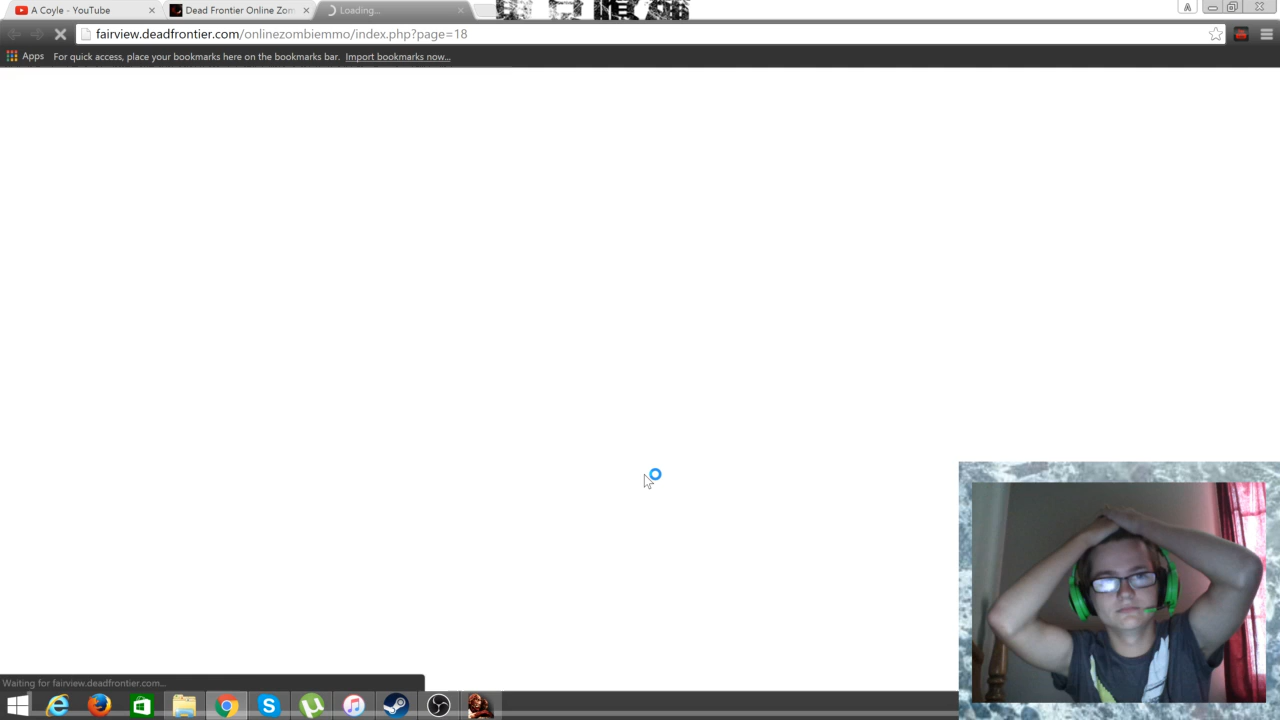 A Coyle - YouTube
Dead Frontier Online Zom
Loading...
A
fairview.deadfrontier.com/onlinezombiemmo/index.php?page=18
Apps
For quick access, place your bookmarks here on the bookmarks bar.
Import bookmarks now...
Waiting for fairview.deadfrontier.com...